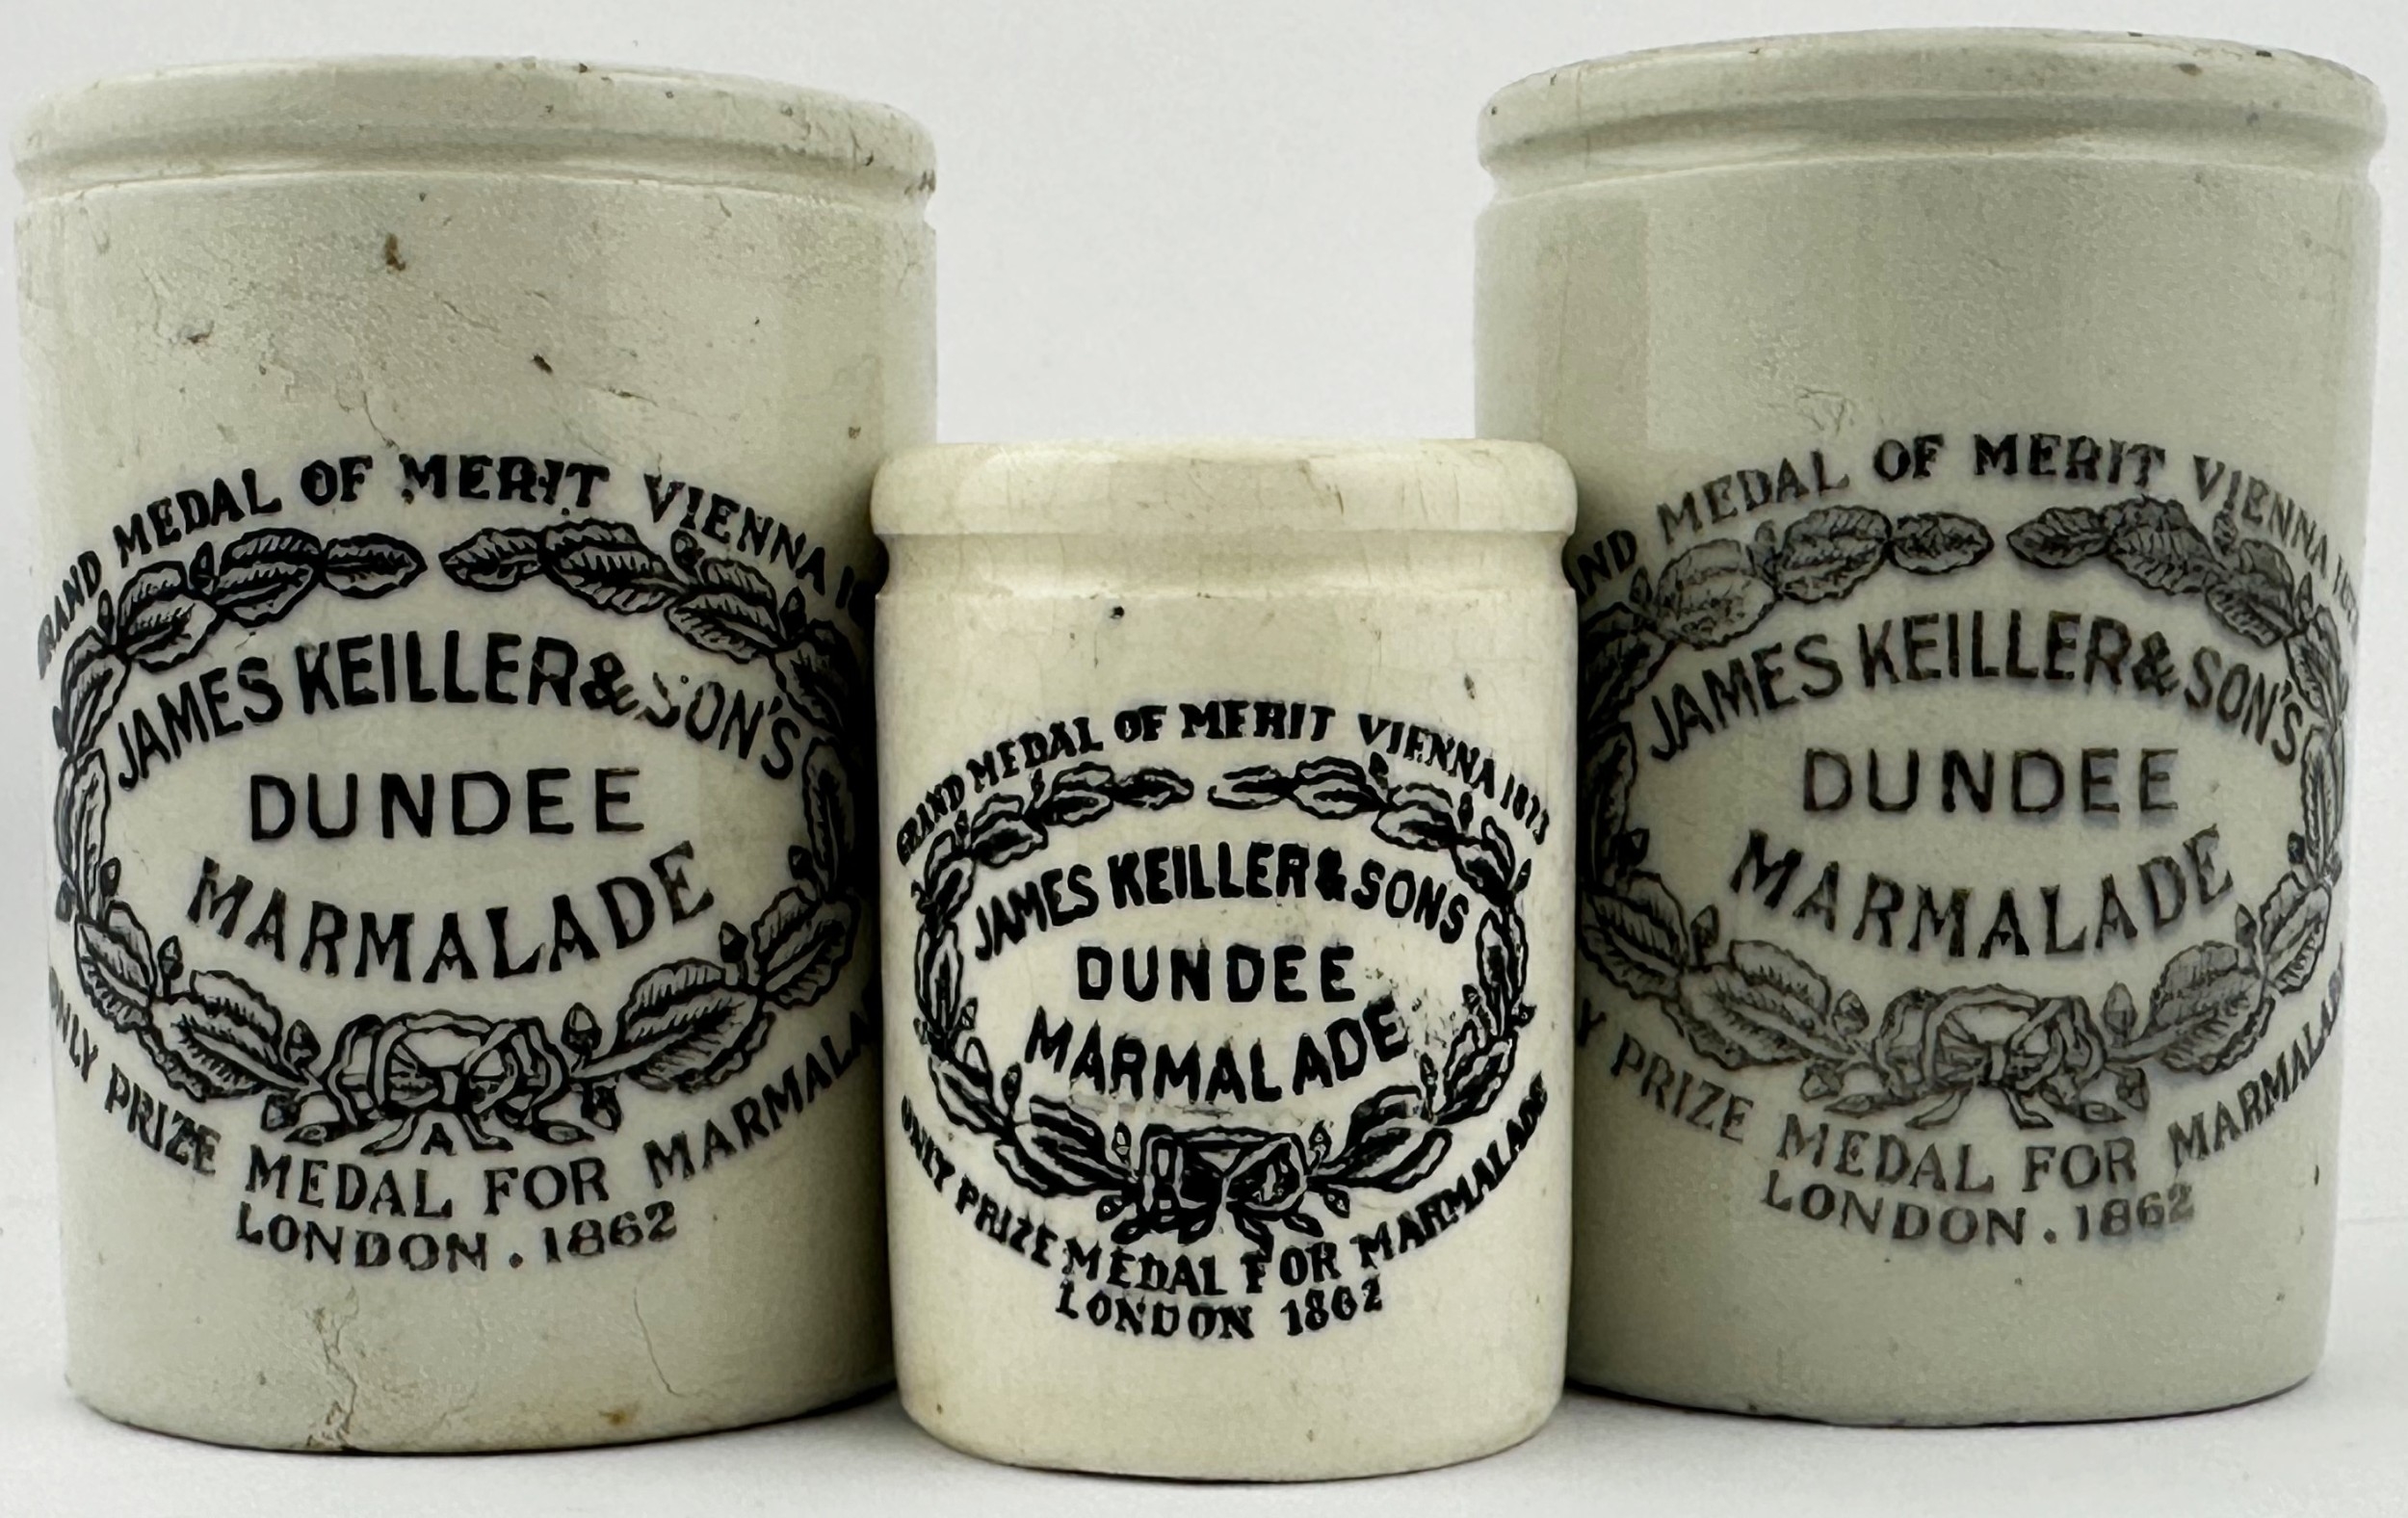 GRAND MEDAL OF MERIT VIENNA
JAMES KEILLER & SON'S
DUNDEE
MARMALADE
A
ONLY PRIZE MEDAL FOR
LONDON . 1862
GRAND MEDAL OF MERIT VIENNA 1873
JAMES KEILLER & SONS
DUNDEE
MARMALADE
ONLY PRIZE MEDAL FOR MARMALADE
LONDON 1862
MEDAL OF MERIT VIENNA
JAMES KEILLER & SON'S
DUNDEE
MARMALADE
PRIZE MEDAL FOR MARMALADE
LONDON . 1862